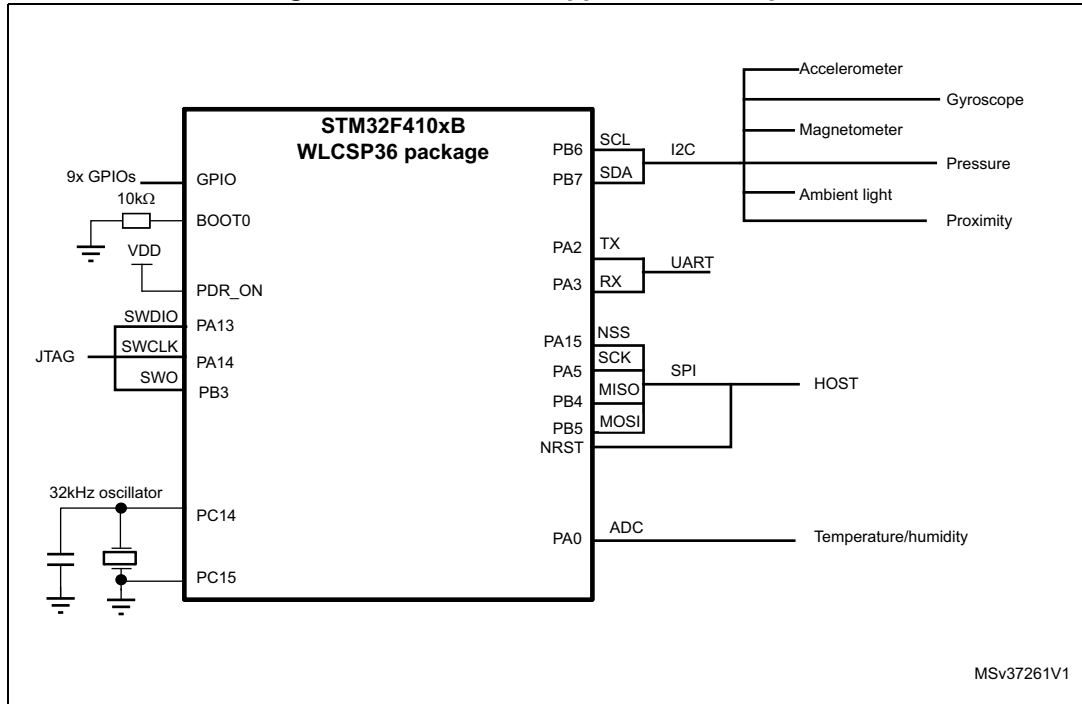 STM32F410xB
WLCSP36 package
9x GPIOs
GPIO
10kΩ
BOOT0
VDD
PDR_ON
SWDIO
PA13
JTAG
SWCLK
PA14
SWO
PB3
32kHz oscillator
PC14
PC15
PB6
SCL
PB7
SDA
I2C
Accelerometer
Gyroscope
Magnetometer
Pressure
Ambient light
Proximity
PA2
TX
PA3
RX
UART
PA15
NSS
PA5
SCK
PB4
MISO
PB5
MOSI
NRST
SPI
HOST
PA0
ADC
Temperature/humidity
MSv37261V1